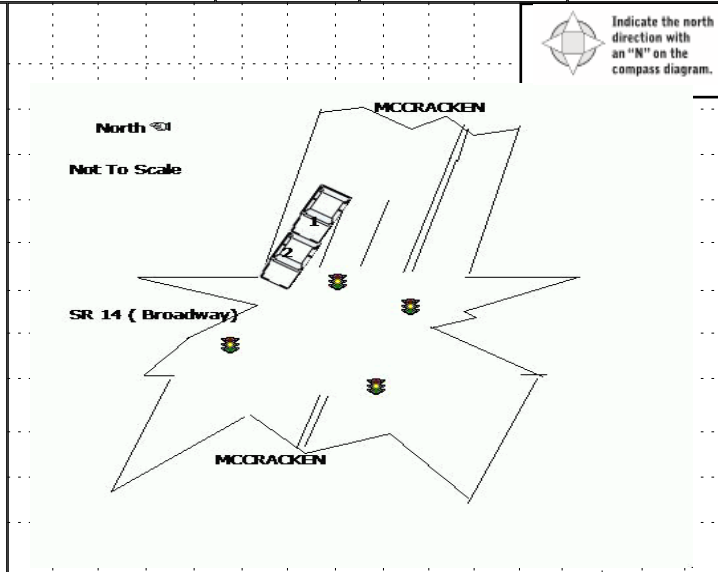 Indicate the north
direction with
an "N" on the
compass diagram.
MCCRACKEN
North
Not To Scale
1
2
SR 14 ( Broadway)
MCCRACKEN